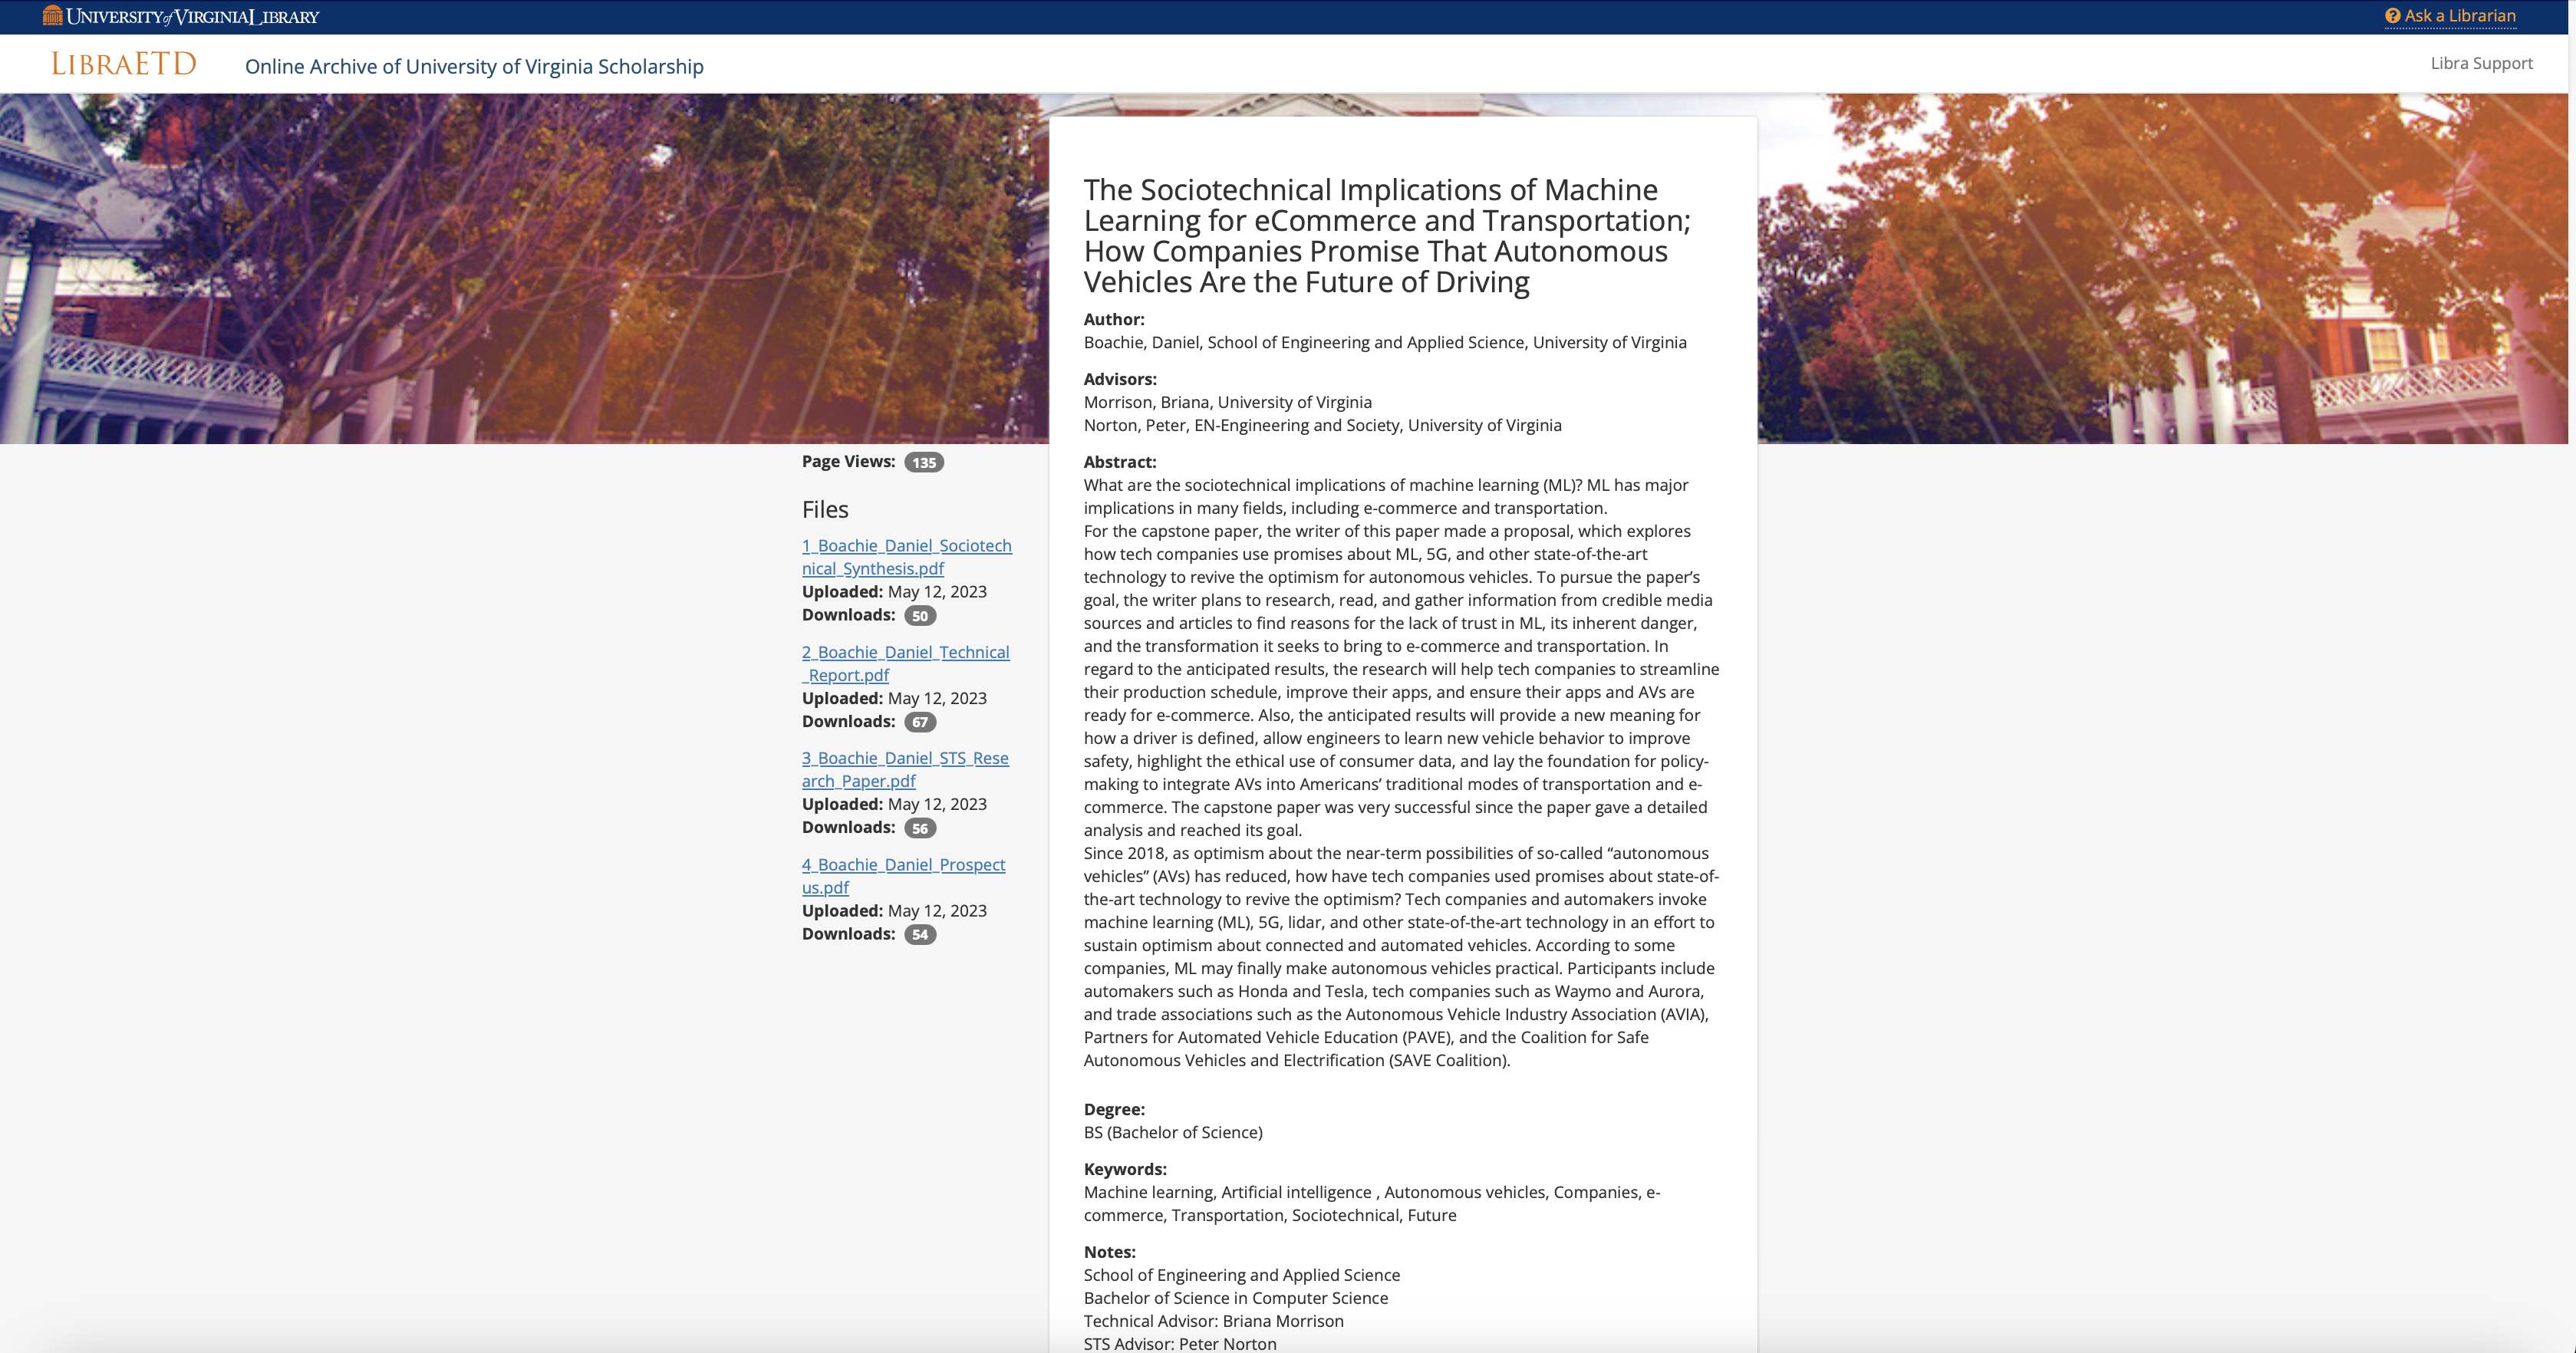 UNIVERSITY of VIRGINIA LIBRARY
Ask a Librarian
LIBRAETD
Online Archive of University of Virginia Scholarship
Libra Support
The Sociotechnical Implications of Machine
Learning for eCommerce and Transportation;
How Companies Promise That Autonomous
Vehicles Are the Future of Driving
Author:
Boachie, Daniel, School of Engineering and Applied Science, University of Virginia
Advisors:
Morrison, Briana, University of Virginia
Norton, Peter, EN-Engineering and Society, University of Virginia
Abstract:
What are the sociotechnical implications of machine learning (ML)? ML has major
implications in many fields, including e-commerce and transportation.
For the capstone paper, the writer of this paper made a proposal, which explores
how tech companies use promises about ML, 5G, and other state-of-the-art
technology to revive the optimism for autonomous vehicles. To pursue the paper’s
goal, the writer plans to research, read, and gather information from credible media
sources and articles to find reasons for the lack of trust in ML, its inherent danger,
and the transformation it seeks to bring to e-commerce and transportation. In
regard to the anticipated results, the research will help tech companies to streamline
their production schedule, improve their apps, and ensure their apps and AVs are
ready for e-commerce. Also, the anticipated results will provide a new meaning for
how a driver is defined, allow engineers to learn new vehicle behavior to improve
safety, highlight the ethical use of consumer data, and lay the foundation for policy-
making to integrate AVs into Americans’ traditional modes of transportation and e-
commerce. The capstone paper was very successful since the paper gave a detailed
analysis and reached its goal.
Since 2018, as optimism about the near-term possibilities of so-called “autonomous
vehicles” (AVs) has reduced, how have tech companies used promises about state-of-
the-art technology to revive the optimism? Tech companies and automakers invoke
machine learning (ML), 5G, lidar, and other state-of-the-art technology in an effort to
sustain optimism about connected and automated vehicles. According to some
companies, ML may finally make autonomous vehicles practical. Participants include
automakers such as Honda and Tesla, tech companies such as Waymo and Aurora,
and trade associations such as the Autonomous Vehicle Industry Association (AVIA),
Partners for Automated Vehicle Education (PAVE), and the Coalition for Safe
Autonomous Vehicles and Electrification (SAVE Coalition).
Degree:
BS (Bachelor of Science)
Keywords:
Machine learning, Artificial intelligence , Autonomous vehicles, Companies, e-
commerce, Transportation, Sociotechnical, Future
Notes:
School of Engineering and Applied Science
Bachelor of Science in Computer Science
Technical Advisor: Briana Morrison
STS Advisor: Peter Norton
Page Views: 135
Files
1_Boachie_Daniel_Sociotech
nical_Synthesis.pdf
Uploaded: May 12, 2023
Downloads: 50
2_Boachie_Daniel_Technical
_Report.pdf
Uploaded: May 12, 2023
Downloads: 67
3_Boachie_Daniel_STS_Rese
arch_Paper.pdf
Uploaded: May 12, 2023
Downloads: 56
4_Boachie_Daniel_Prospect
us.pdf
Uploaded: May 12, 2023
Downloads: 54